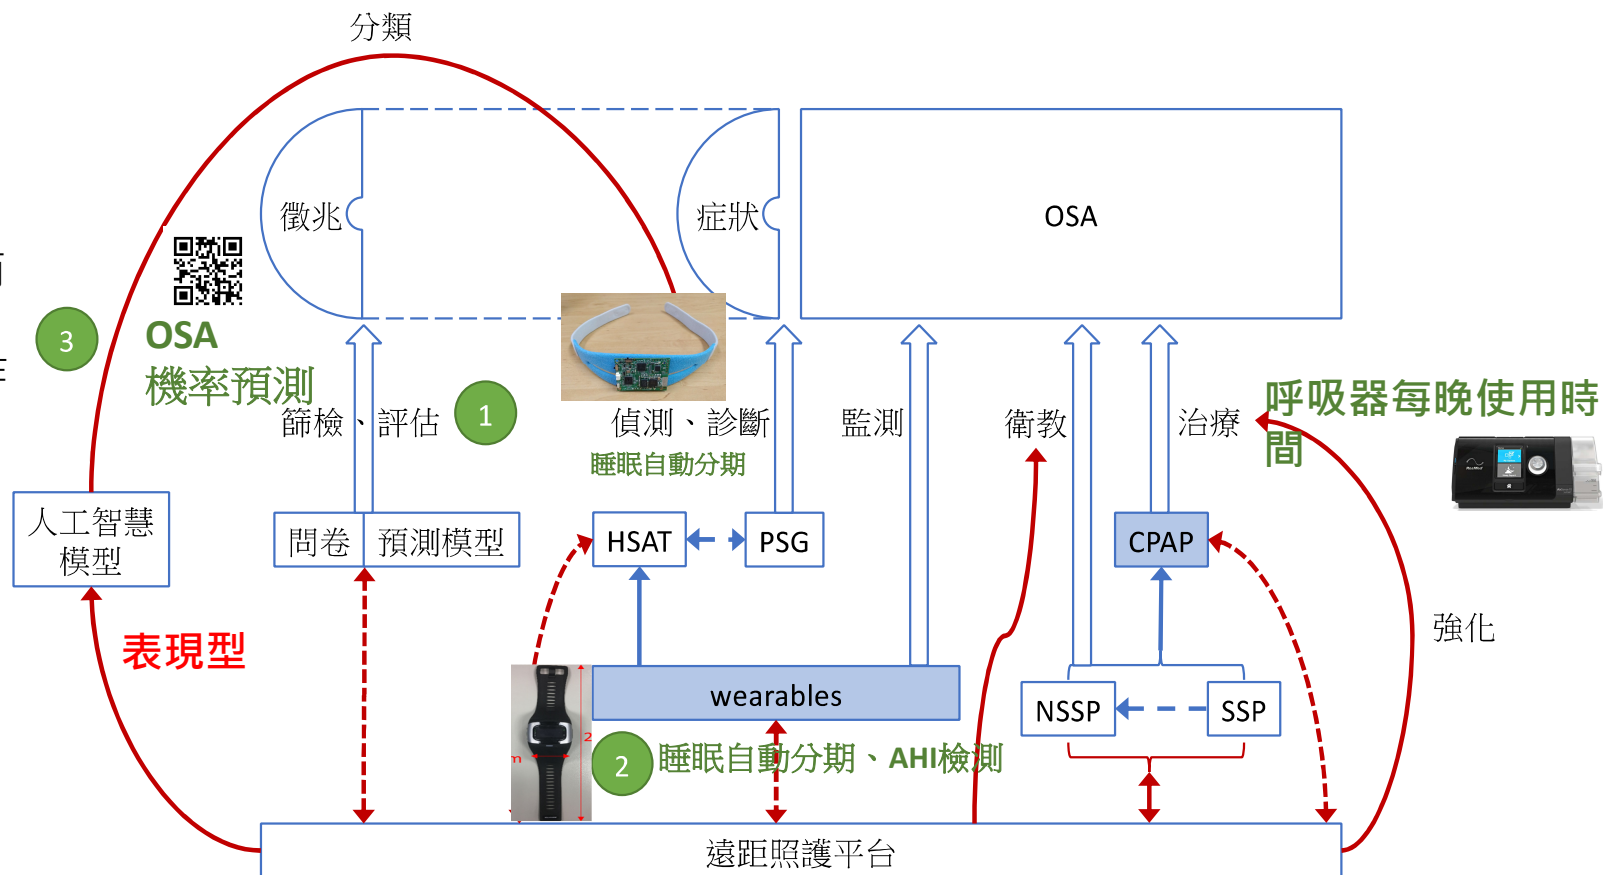 分類
徵兆
症狀
OSA
3
OSA
機率預測
篩檢、評估
1
偵測、診斷
睡眠自動分期
監測
衛教
治療
呼吸器每晚使用時
間
人工智慧
模型
問卷
預測模型
HSAT
PSG
CPAP
表現型
強化
wearables
NSSP
SSP
2
m
2
睡眠自動分期、AHI檢測
遠距照護平台